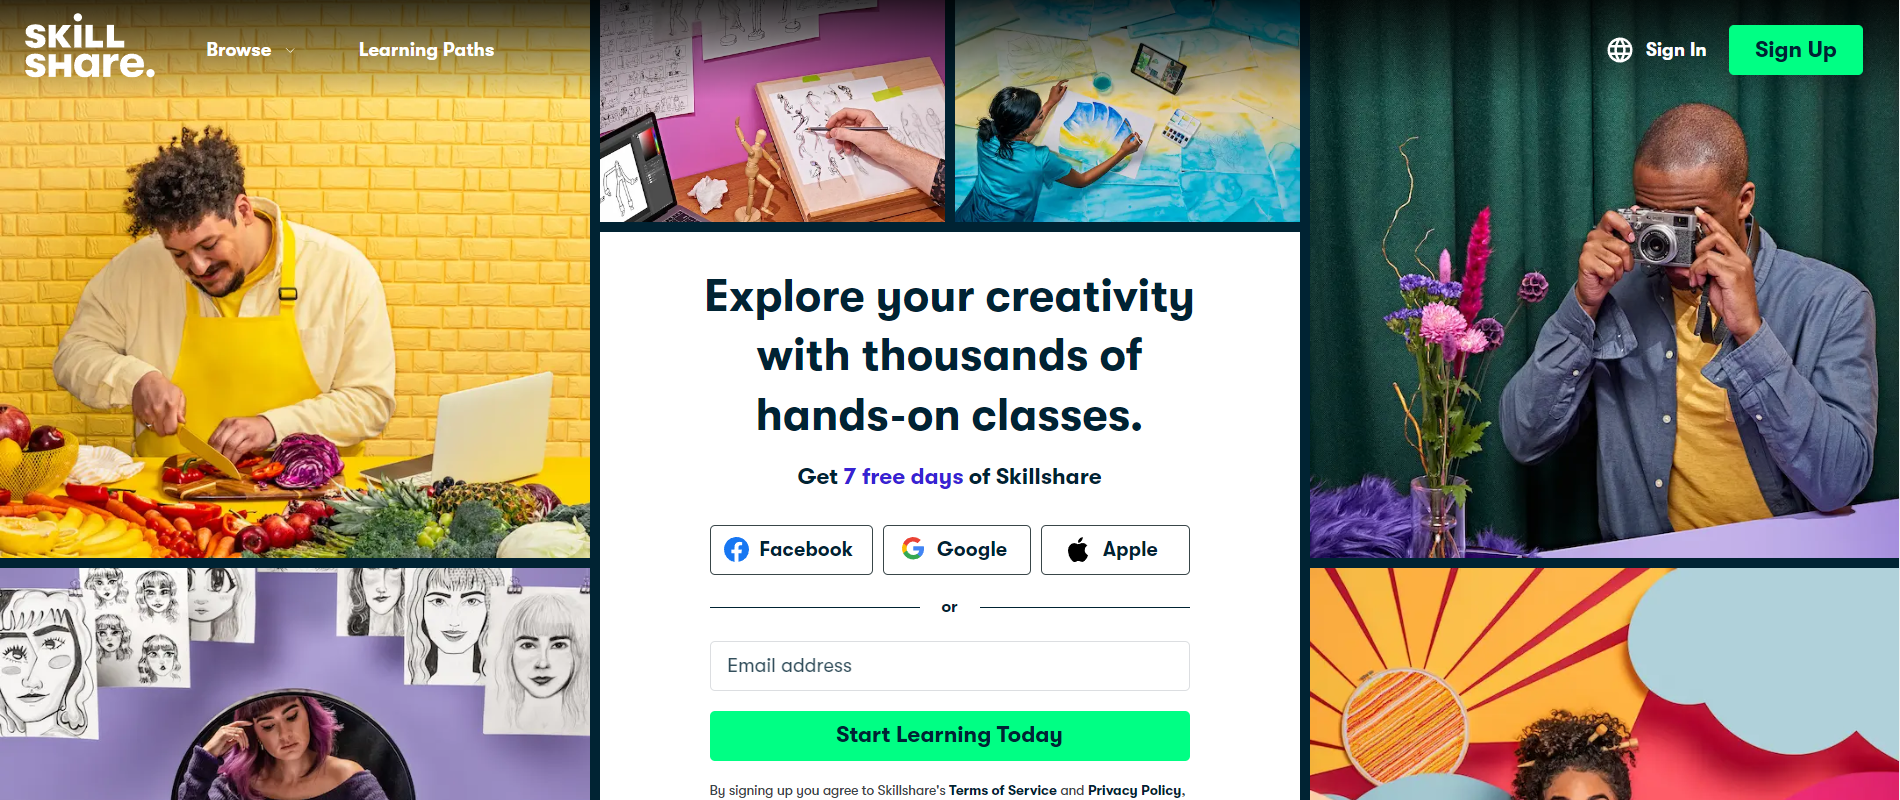 SKILL
SHare.
Browse
Learning Paths
Sign In
Sign Up
Explore your creativity
with thousands of
hands-on classes.
Get 7 free days of Skillshare
Facebook
Google
Apple
or
Email address
Start Learning Today
By signing up you agree to Skillshare's Terms of Service and Privacy Policy,